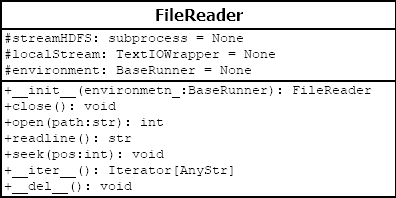 FileReader
#streamHDFS: subprocess = None
#localStream: TextIOWrapper = None
#environment: BaseRunner = None
+__init__(environmetn_:BaseRunner): FileReader
+close(): void
+open(path:str): int
+readline(): str
+seek(pos:int): void
+__iter__(): Iterator[AnyStr]
+__del__(): void